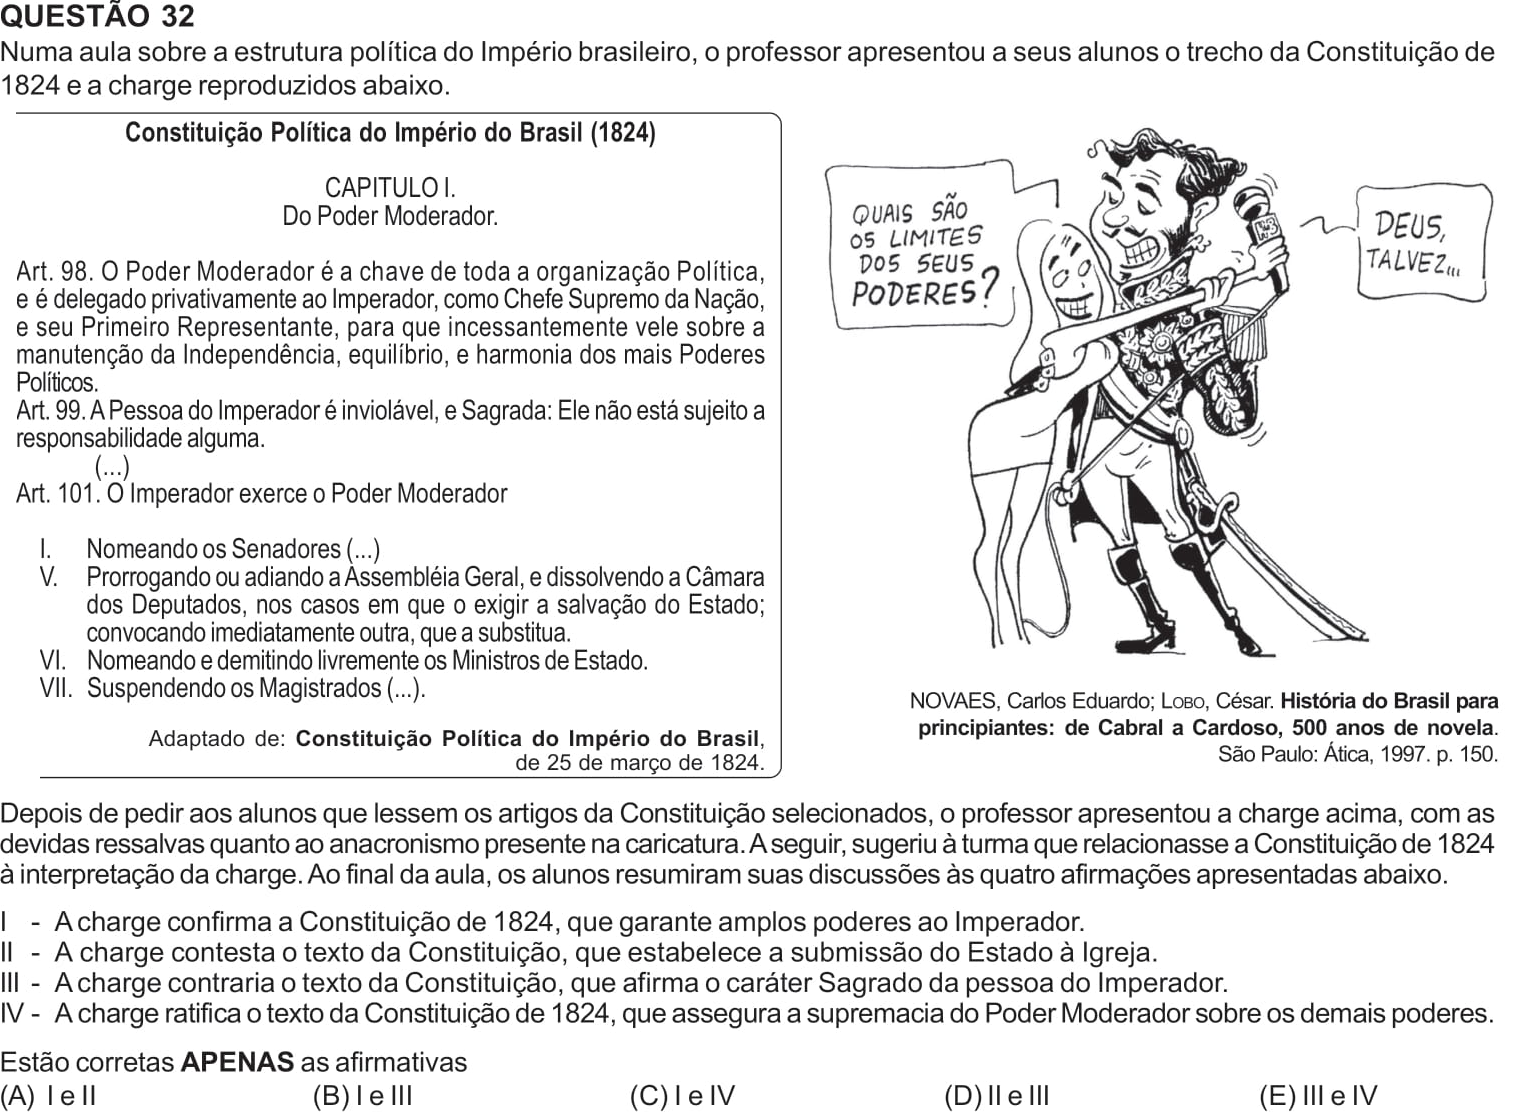 QUESTÃO 32
Numa aula sobre a estrutura política do Império brasileiro, o professor apresentou a seus alunos o trecho da Constituição de
1824 e a charge reproduzidos abaixo.
Constituição Política do Império do Brasil (1824)
CAPITULO I.
Do Poder Moderador.
Art. 98. O Poder Moderador é a chave de toda a organização Política,
e é delegado privativamente ao Imperador, como Chefe Supremo da Nação,
e seu Primeiro Representante, para que incessantemente vele sobre a
manutenção da Independência, equilíbrio, e harmonia dos mais Poderes
Políticos.
Art. 99. A Pessoa do Imperador é inviolável, e Sagrada: Ele não está sujeito a
responsabilidade alguma.
(...)
Art. 101. O Imperador exerce o Poder Moderador
I. Nomeando os Senadores (...)
V. Prorrogando ou adiando a Assembléia Geral, e dissolvendo a Câmara
dos Deputados, nos casos em que o exigir a salvação do Estado;
convocando imediatamente outra, que a substitua.
VI. Nomeando e demitindo livremente os Ministros de Estado.
VII. Suspendendo os Magistrados (...).
Adaptado de: Constituição Política do Império do Brasil,
de 25 de março de 1824.
QUAIS SÃO
OS LIMITES
DOS SEUS
PODERES?
DEUS,
TALVEZ...
NOVAES, Carlos Eduardo; LOBO, César. História do Brasil para
principiantes: de Cabral a Cardoso, 500 anos de novela.
São Paulo: Ática, 1997. p. 150.
Depois de pedir aos alunos que lessem os artigos da Constituição selecionados, o professor apresentou a charge acima, com as
devidas ressalvas quanto ao anacronismo presente na caricatura. A seguir, sugeriu à turma que relacionasse a Constituição de 1824
à interpretação da charge. Ao final da aula, os alunos resumiram suas discussões às quatro afirmações apresentadas abaixo.
I - A charge confirma a Constituição de 1824, que garante amplos poderes ao Imperador.
II - A charge contesta o texto da Constituição, que estabelece a submissão do Estado à Igreja.
III - A charge contraria o texto da Constituição, que afirma o caráter Sagrado da pessoa do Imperador.
IV - A charge ratifica o texto da Constituição de 1824, que assegura a supremacia do Poder Moderador sobre os demais poderes.
Estão corretas APENAS as afirmativas
(A) I e II (B) I e III (C) I e IV (D) II e III (E) III e IV